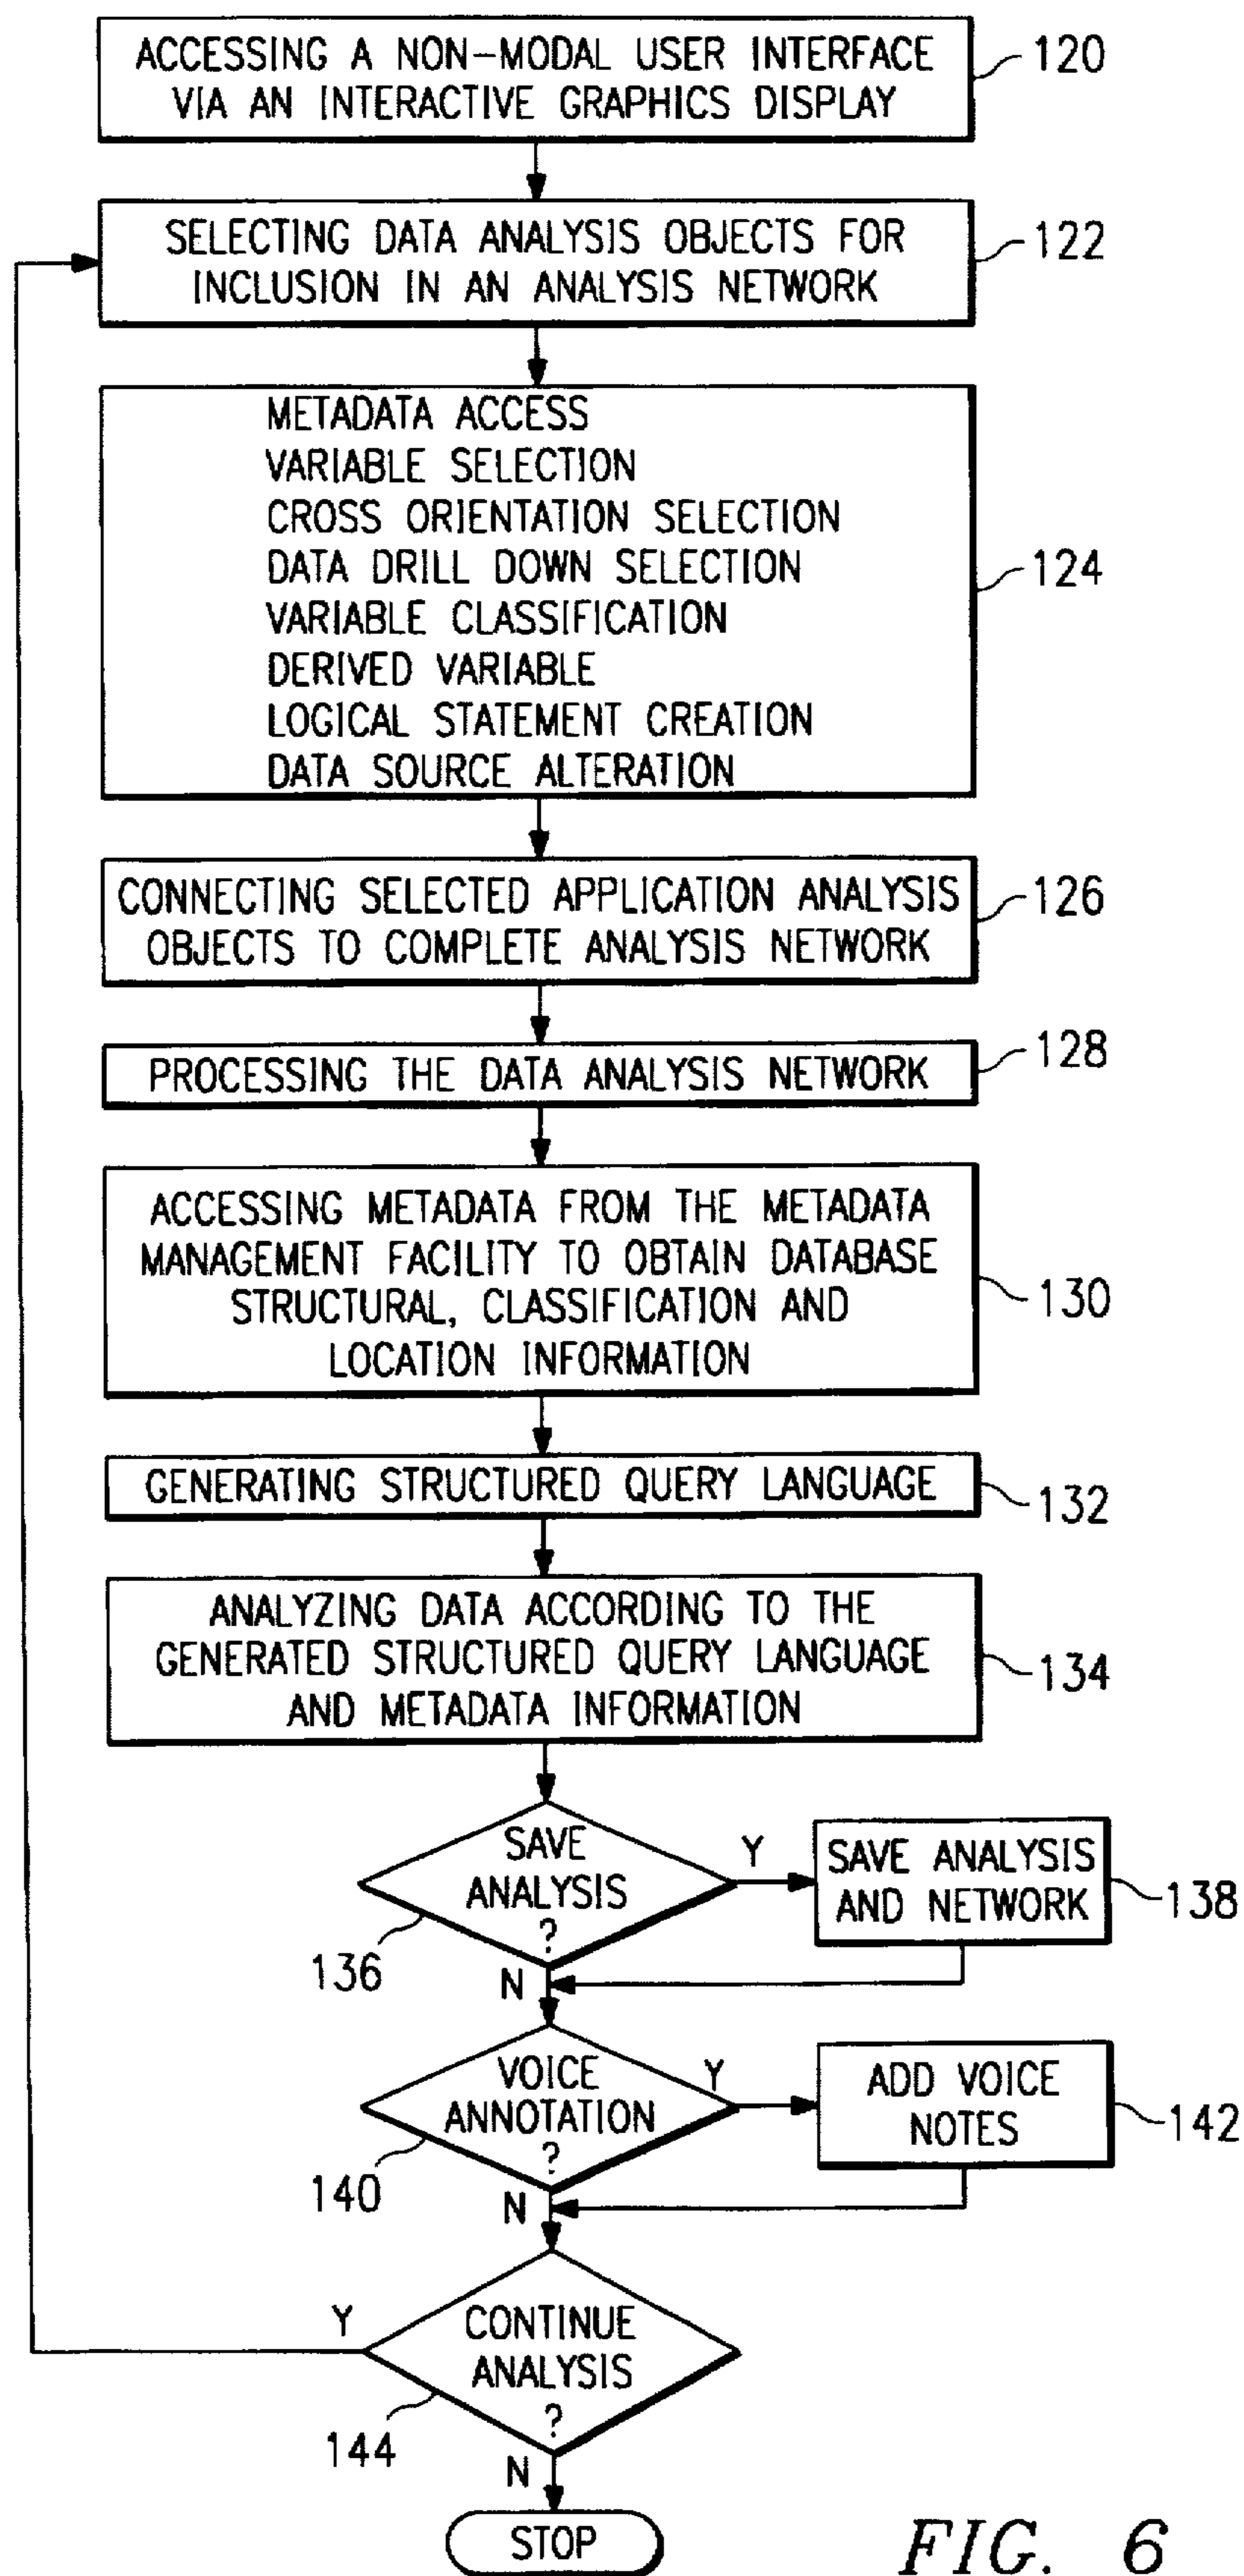 ACCESSING A NON-MODAL USER INTERFACE
VIA AN INTERACTIVE GRAPHICS DISPLAY
120
SELECTING DATA ANALYSIS OBJECTS FOR
INCLUSION IN AN ANALYSIS NETWORK
122
METADATA ACCESS
VARIABLE SELECTION
CROSS ORIENTATION SELECTION
DATA DRILL DOWN SELECTION
VARIABLE CLASSIFICATION
DERIVED VARIABLE
LOGICAL STATEMENT CREATION
DATA SOURCE ALTERATION
124
CONNECTING SELECTED APPLICATION ANALYSIS
OBJECTS TO COMPLETE ANALYSIS NETWORK
126
PROCESSING THE DATA ANALYSIS NETWORK
128
ACCESSING METADATA FROM THE METADATA
MANAGEMENT FACILITY TO OBTAIN DATABASE
STRUCTURAL, CLASSIFICATION AND
LOCATION INFORMATION
130
GENERATING STRUCTURED QUERY LANGUAGE
132
ANALYZING DATA ACCORDING TO THE
GENERATED STRUCTURED QUERY LANGUAGE
AND METADATA INFORMATION
134
SAVE
ANALYSIS
?
136
Y
SAVE ANALYSIS
AND NETWORK
138
N
VOICE
ANNOTATION
?
140
Y
ADD VOICE
NOTES
142
N
CONTINUE
ANALYSIS
?
144
Y
N
STOP
FIG. 6